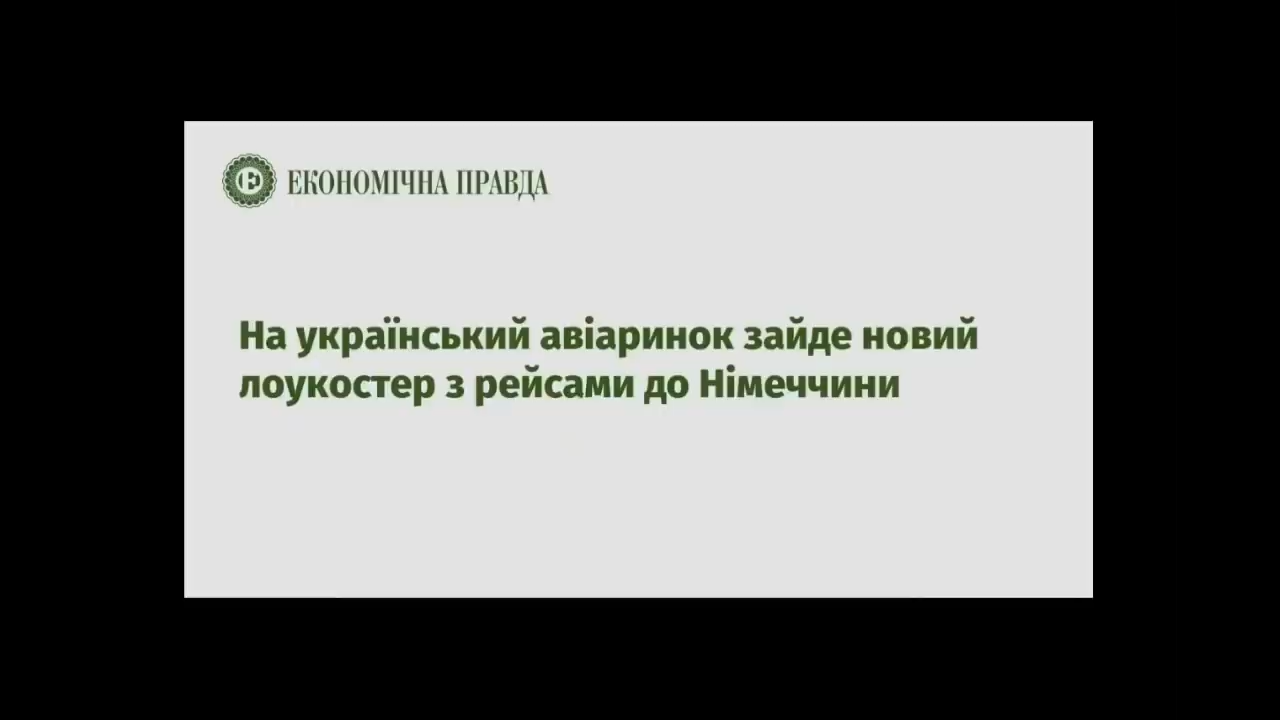 ЕКОНОМІЧНА ПРАВДА
На український авіаринок зайде новий
лоукостер з рейсами до Німеччини